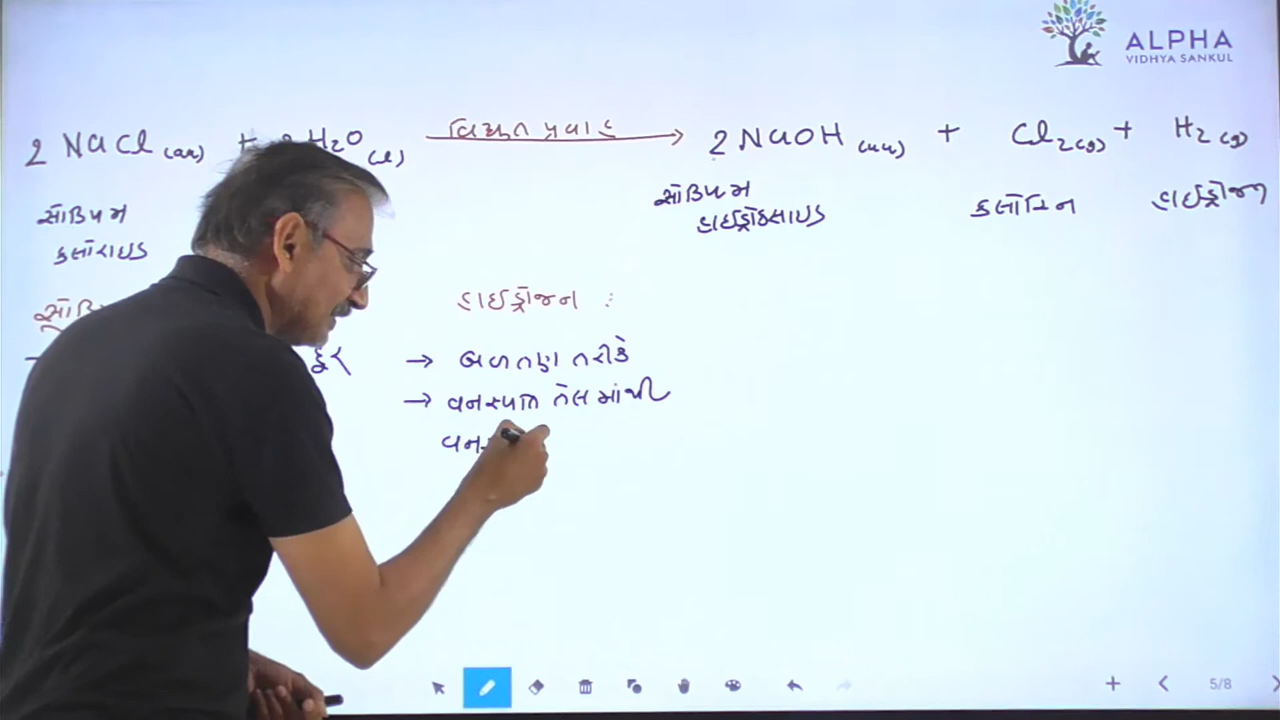 ALPHA
VIDHYA SANKUL
2 NaCl (aq) + 2 H₂O (l) વિદ્યુત પ્રવાહ → 2 NaOH (aq) + Cl₂(g) + H₂(g)
સોડિયમ ક્લોરાઇડ
સોડિયમ હાઇડ્રોક્સાઇડ
ક્લોરિન
હાઇડ્રોજન
હાઇડ્રોજન :
→ બળતણ તરીકે
→ વનસ્પતિ તેલ માંથી
વન
5/8